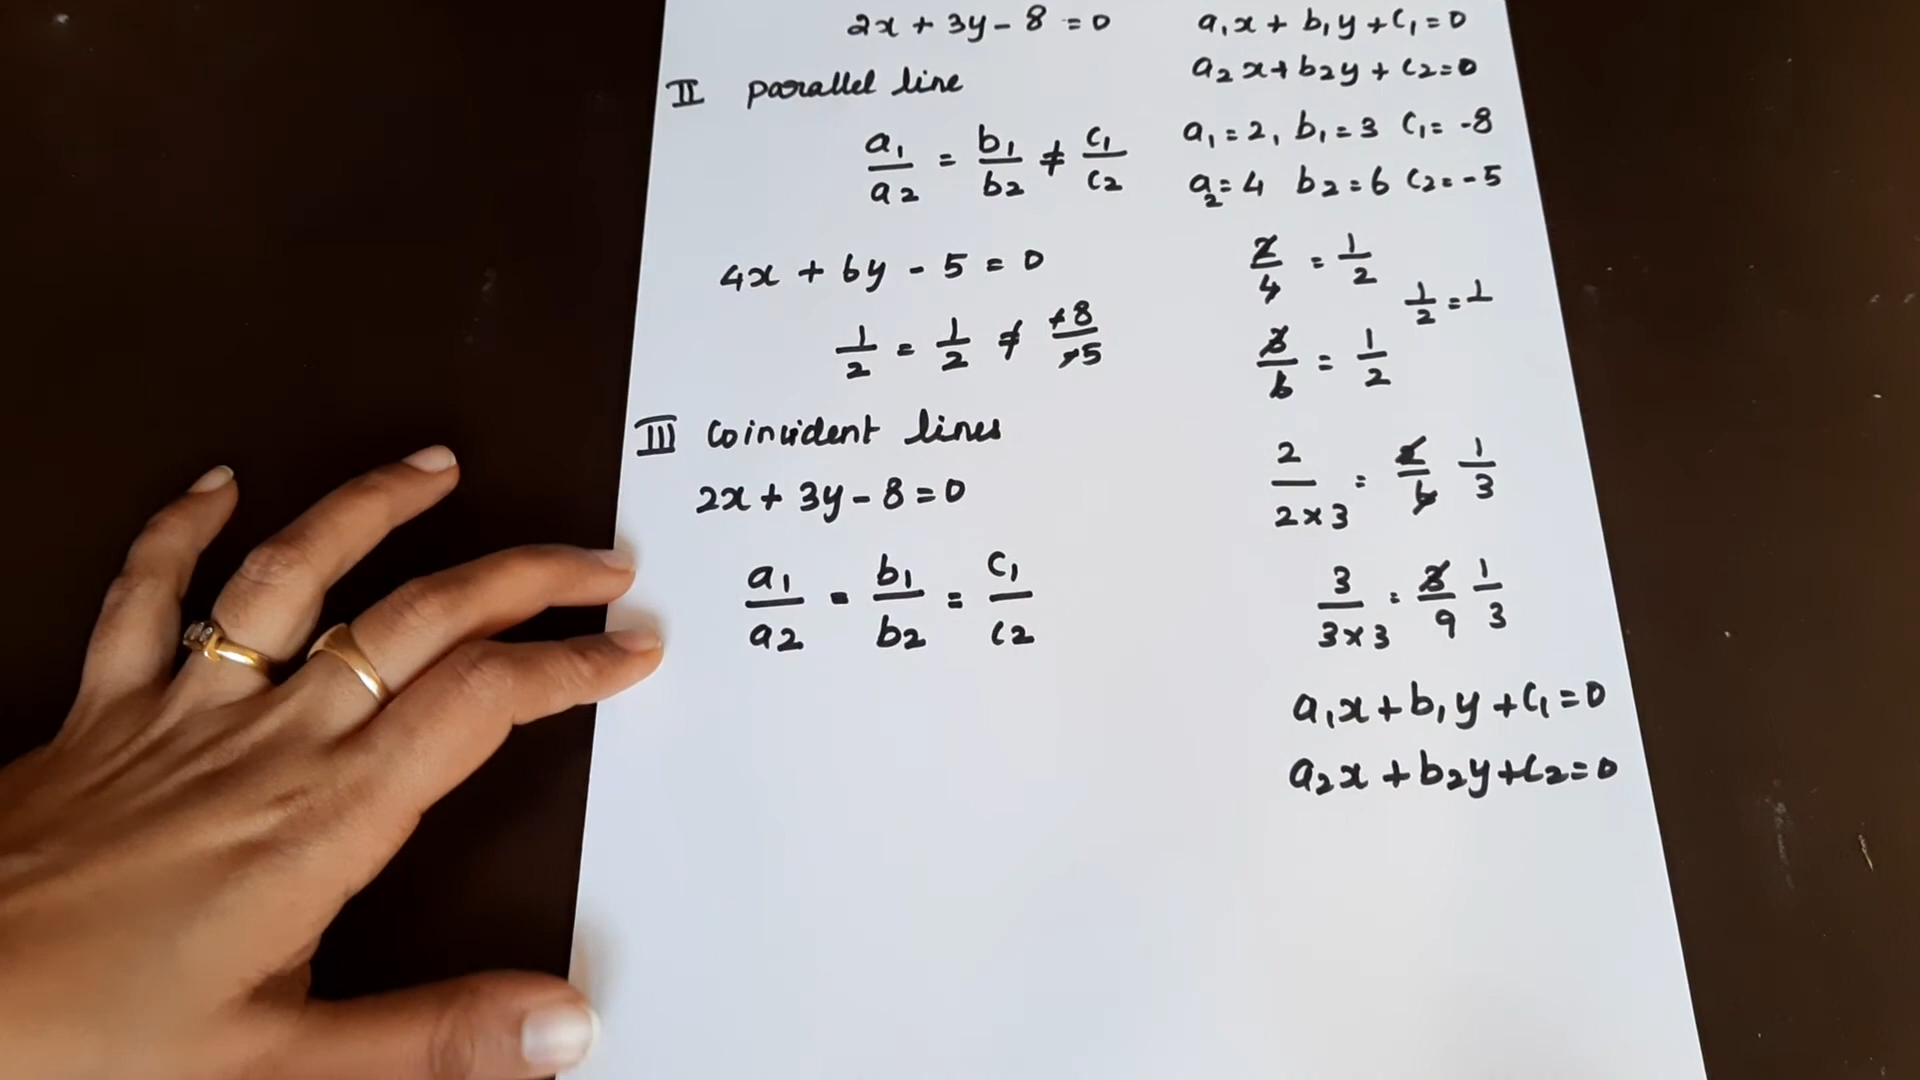 2x + 3y - 8 = 0
II parallel line
a1/a2 = b1/b2 ≠ c1/c2
4x + 6y - 5 = 0
1/2 = 1/2 ≠ +8/+5
III Coincident lines
2x + 3y - 8 = 0
a1/a2 = b1/b2 = c1/c2
a1x + b1y + c1 = 0
a2x + b2y + c2 = 0
a1 = 2, b1 = 3 c1 = -8
a2 = 4 b2 = 6 c2 = -5
2/4 = 1/2
1/2 = 1
3/6 = 1/2
2/2×3 = 2/6 1/3
3/3×3 = 3/9 1/3
a1x + b1y + c1 = 0
a2x + b2y + c2 = 0